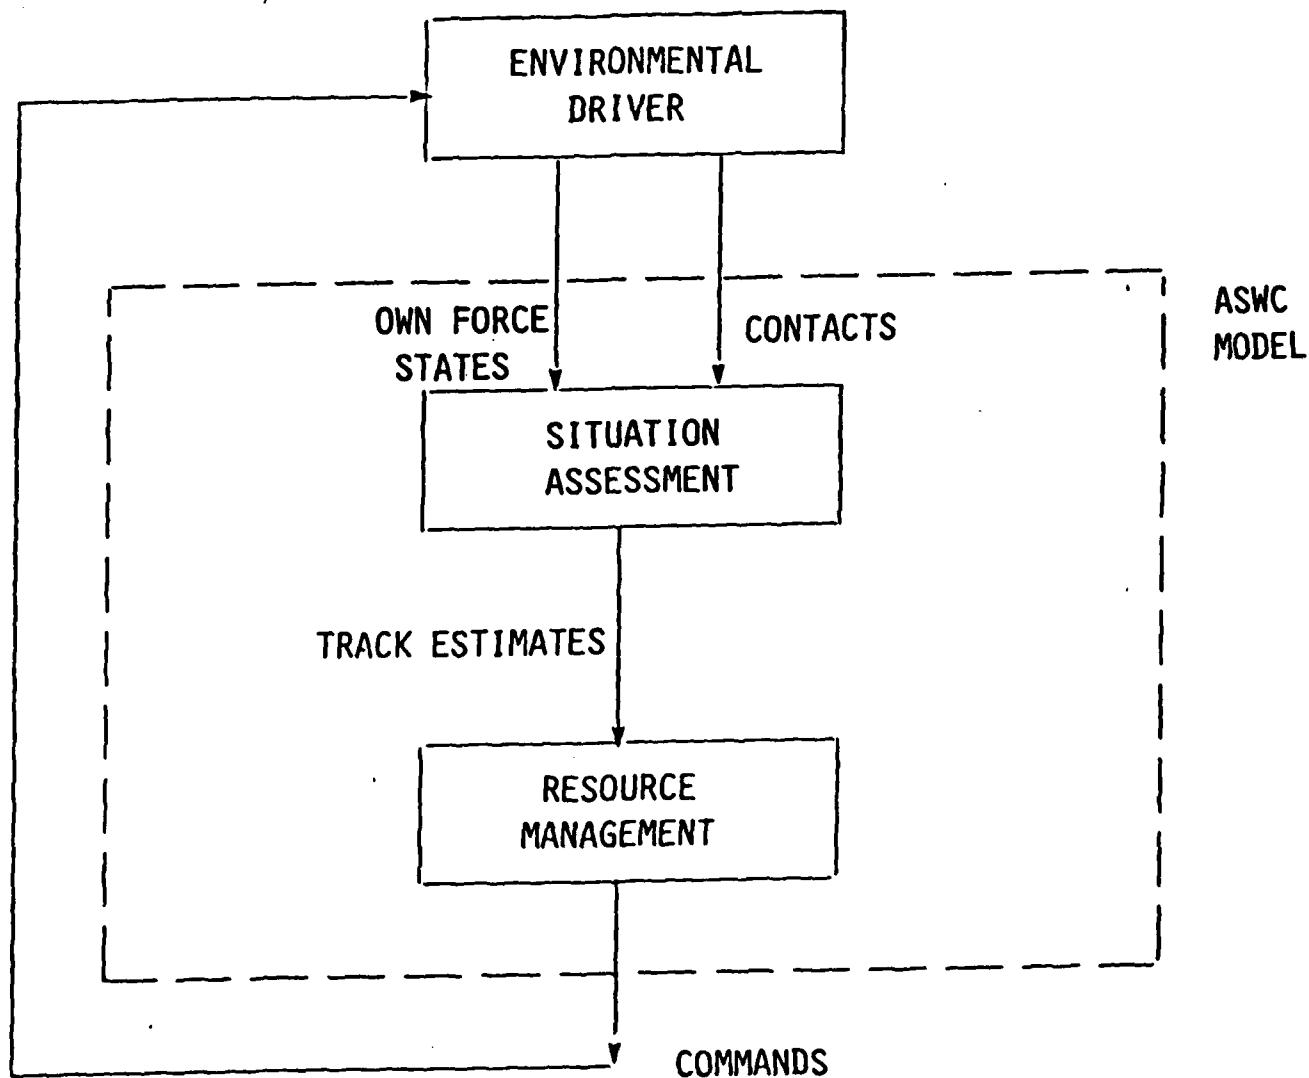 ENVIRONMENTAL
DRIVER
ASWC
MODEL
OWN FORCE
STATES
CONTACTS
SITUATION
ASSESSMENT
TRACK ESTIMATES
RESOURCE
MANAGEMENT
COMMANDS